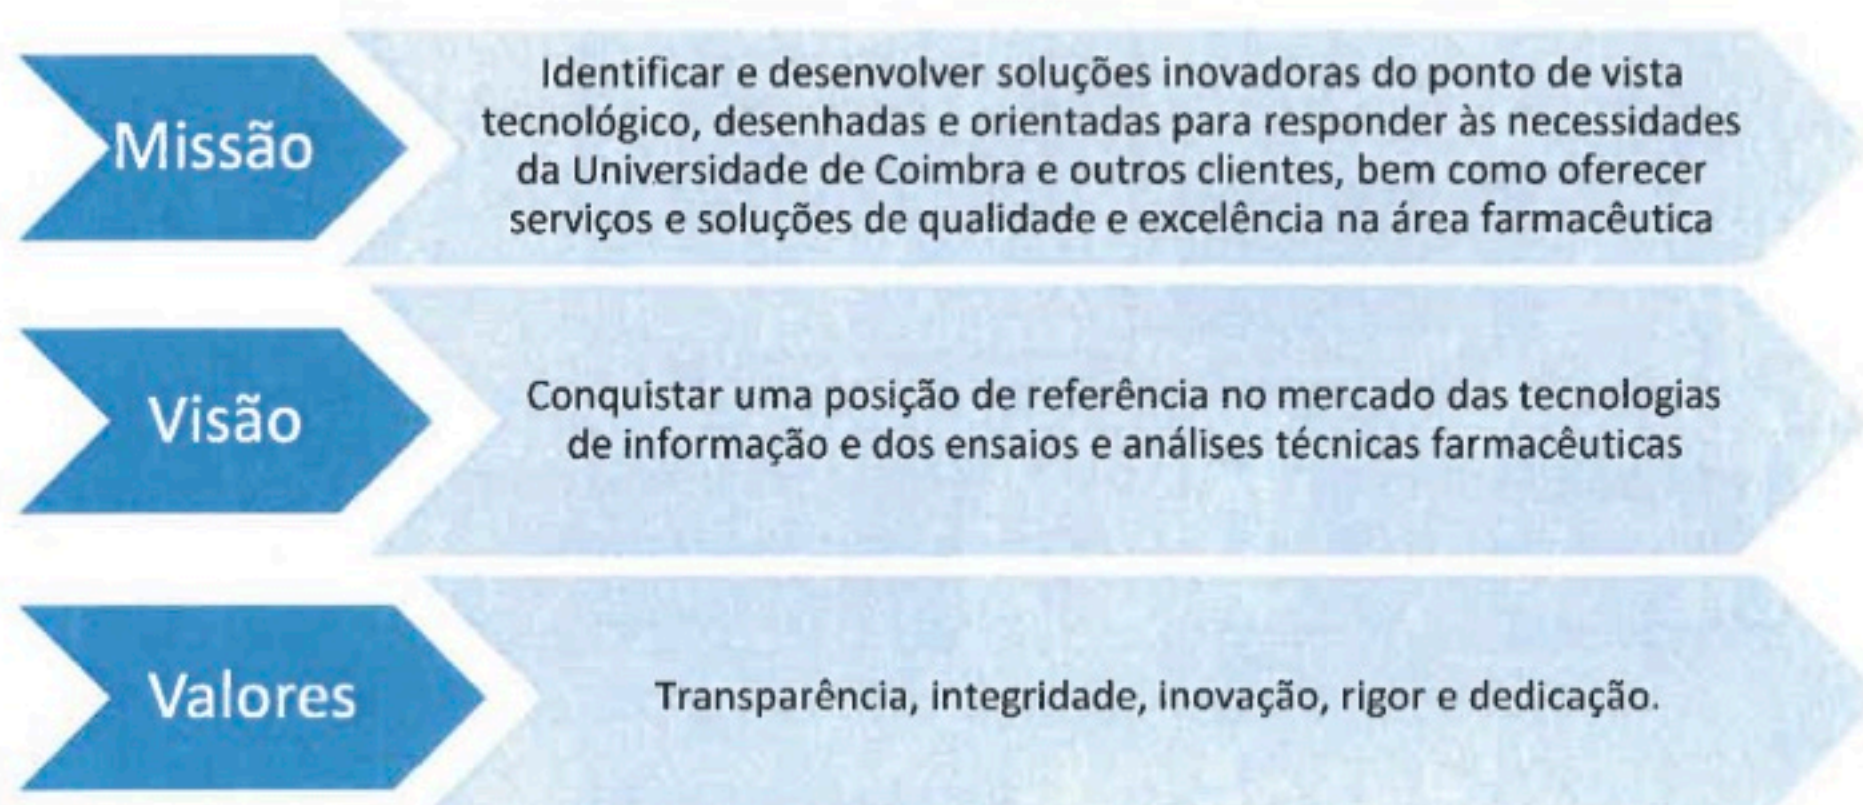 Missão
Identificar e desenvolver soluções inovadoras do ponto de vista
tecnológico, desenhadas e orientadas para responder às necessidades
da Universidade de Coimbra e outros clientes, bem como oferecer
serviços e soluções de qualidade e excelência na área farmacêutica
Visão
Conquistar uma posição de referência no mercado das tecnologias
de informação e dos ensaios e análises técnicas farmacêuticas
Valores
Transparência, integridade, inovação, rigor e dedicação.